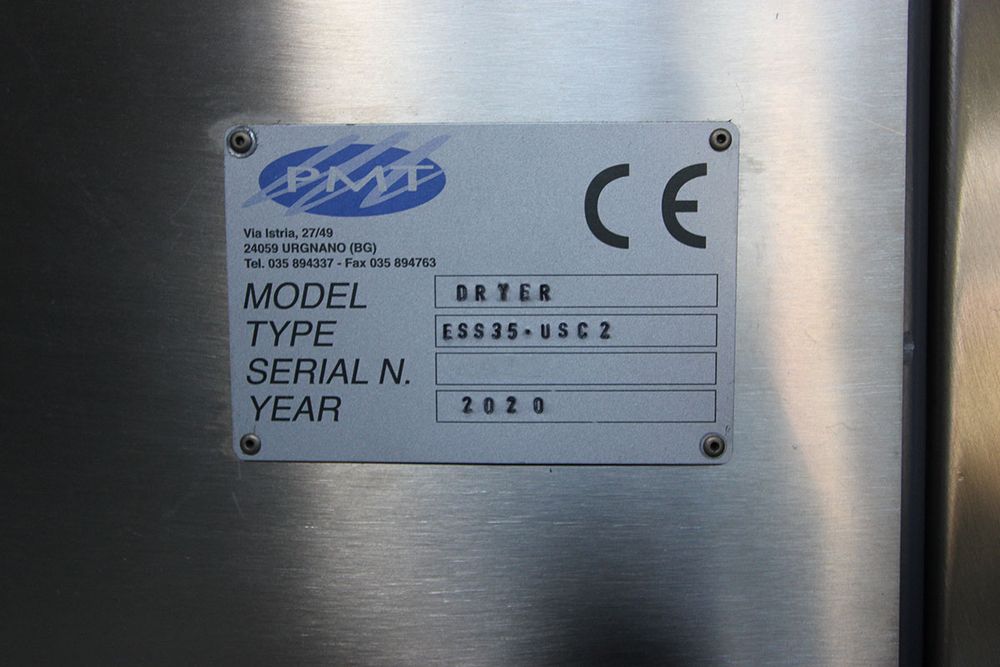 PMT
CE
Via Istria, 27/49
24059 URGNANO (BG)
Tel. 035 894337 - Fax 035 894763
MODEL DRYER
TYPE ESS35-USC2
SERIAL N.
YEAR 2020